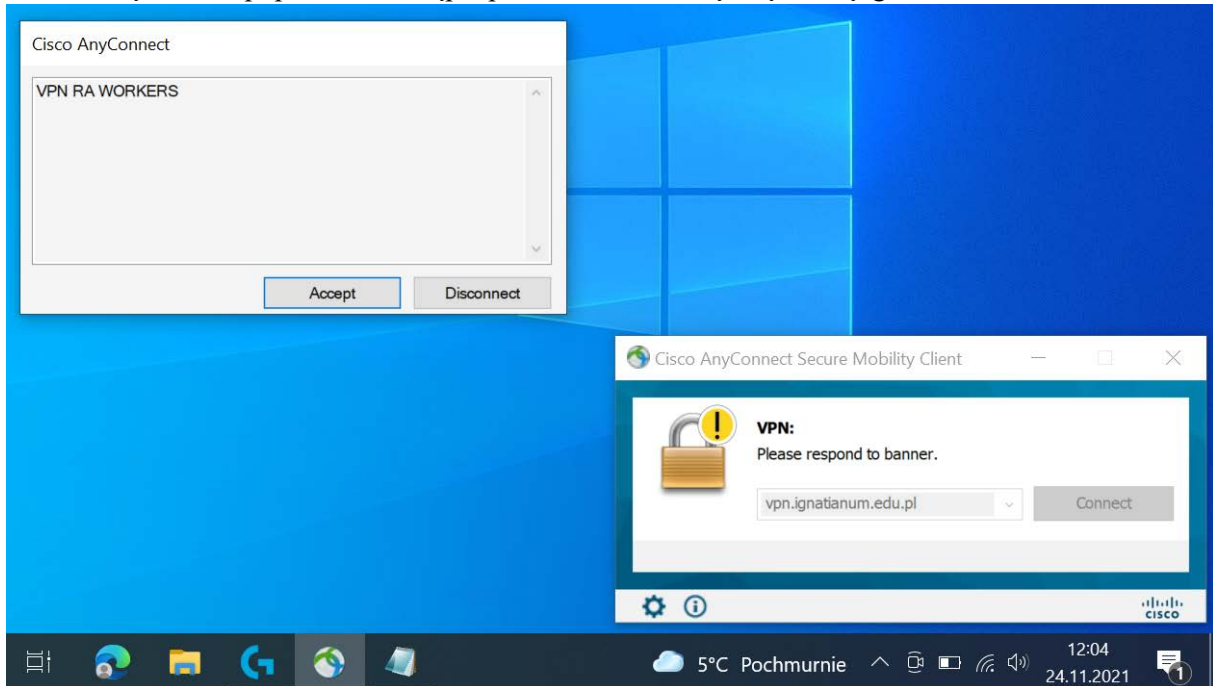 Cisco AnyConnect
VPN RA WORKERS
Accept
Disconnect
Cisco AnyConnect Secure Mobility Client
VPN:
Please respond to banner.
vpn.ignatianum.edu.pl
Connect
cisco
5°C Pochmurnie
12:04
24.11.2021
1